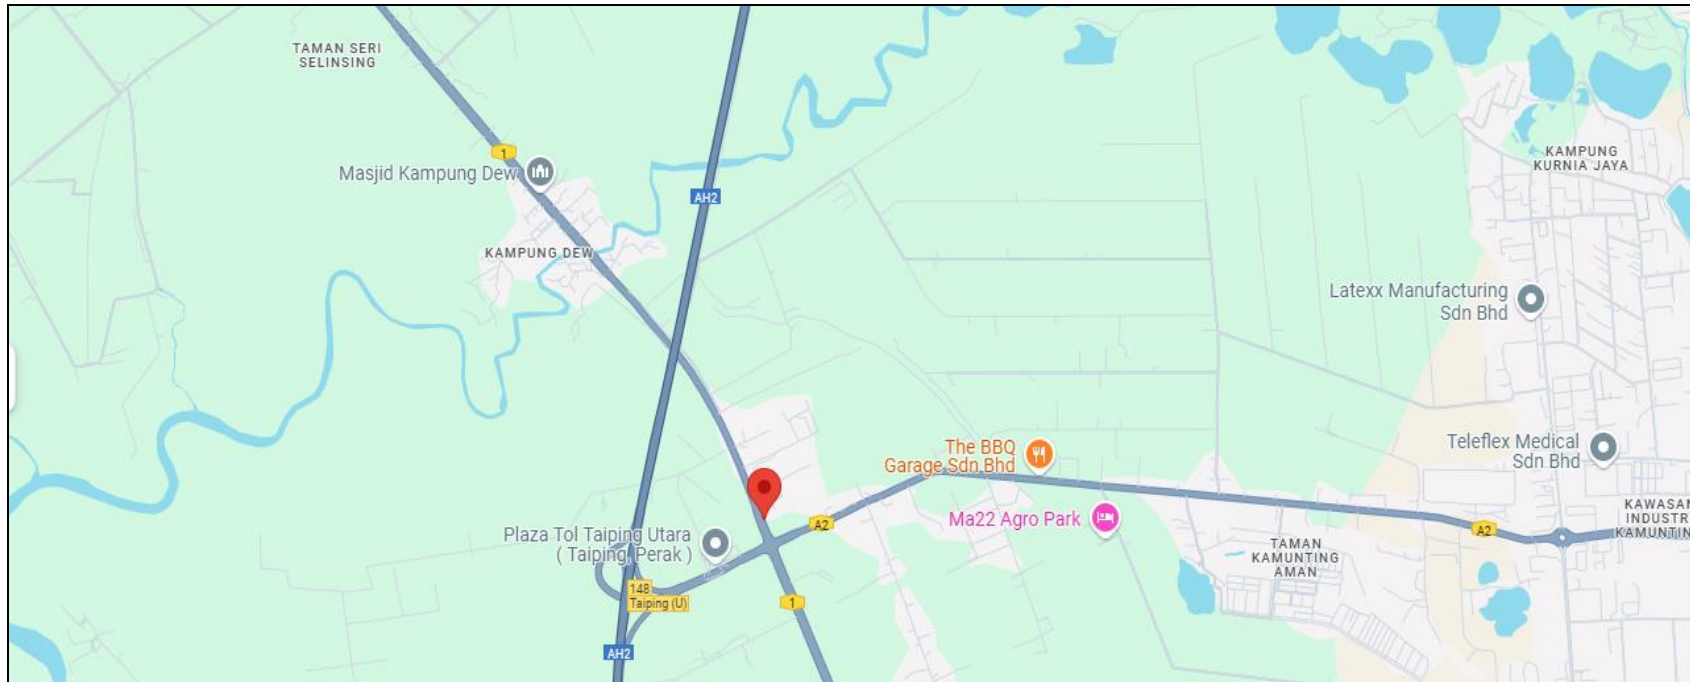 TAMAN SERI
SELINSING
1
Masjid Kampung Dew
AH2
KAMPUNG DEW
KAMPUNG
KURNIA JAYA
Latexx Manufacturing
Sdn Bhd
The BBQ
Garage Sdn Bhd
Teleflex Medical
Sdn Bhd
Ma22 Agro Park
A2
Plaza Tol Taiping Utara
( Taiping, Perak )
A2
KAWASAN
INDUSTR
KAMUNTIN
TAMAN
KAMUNTING
AMAN
148
Taiping (U)
1
AH2